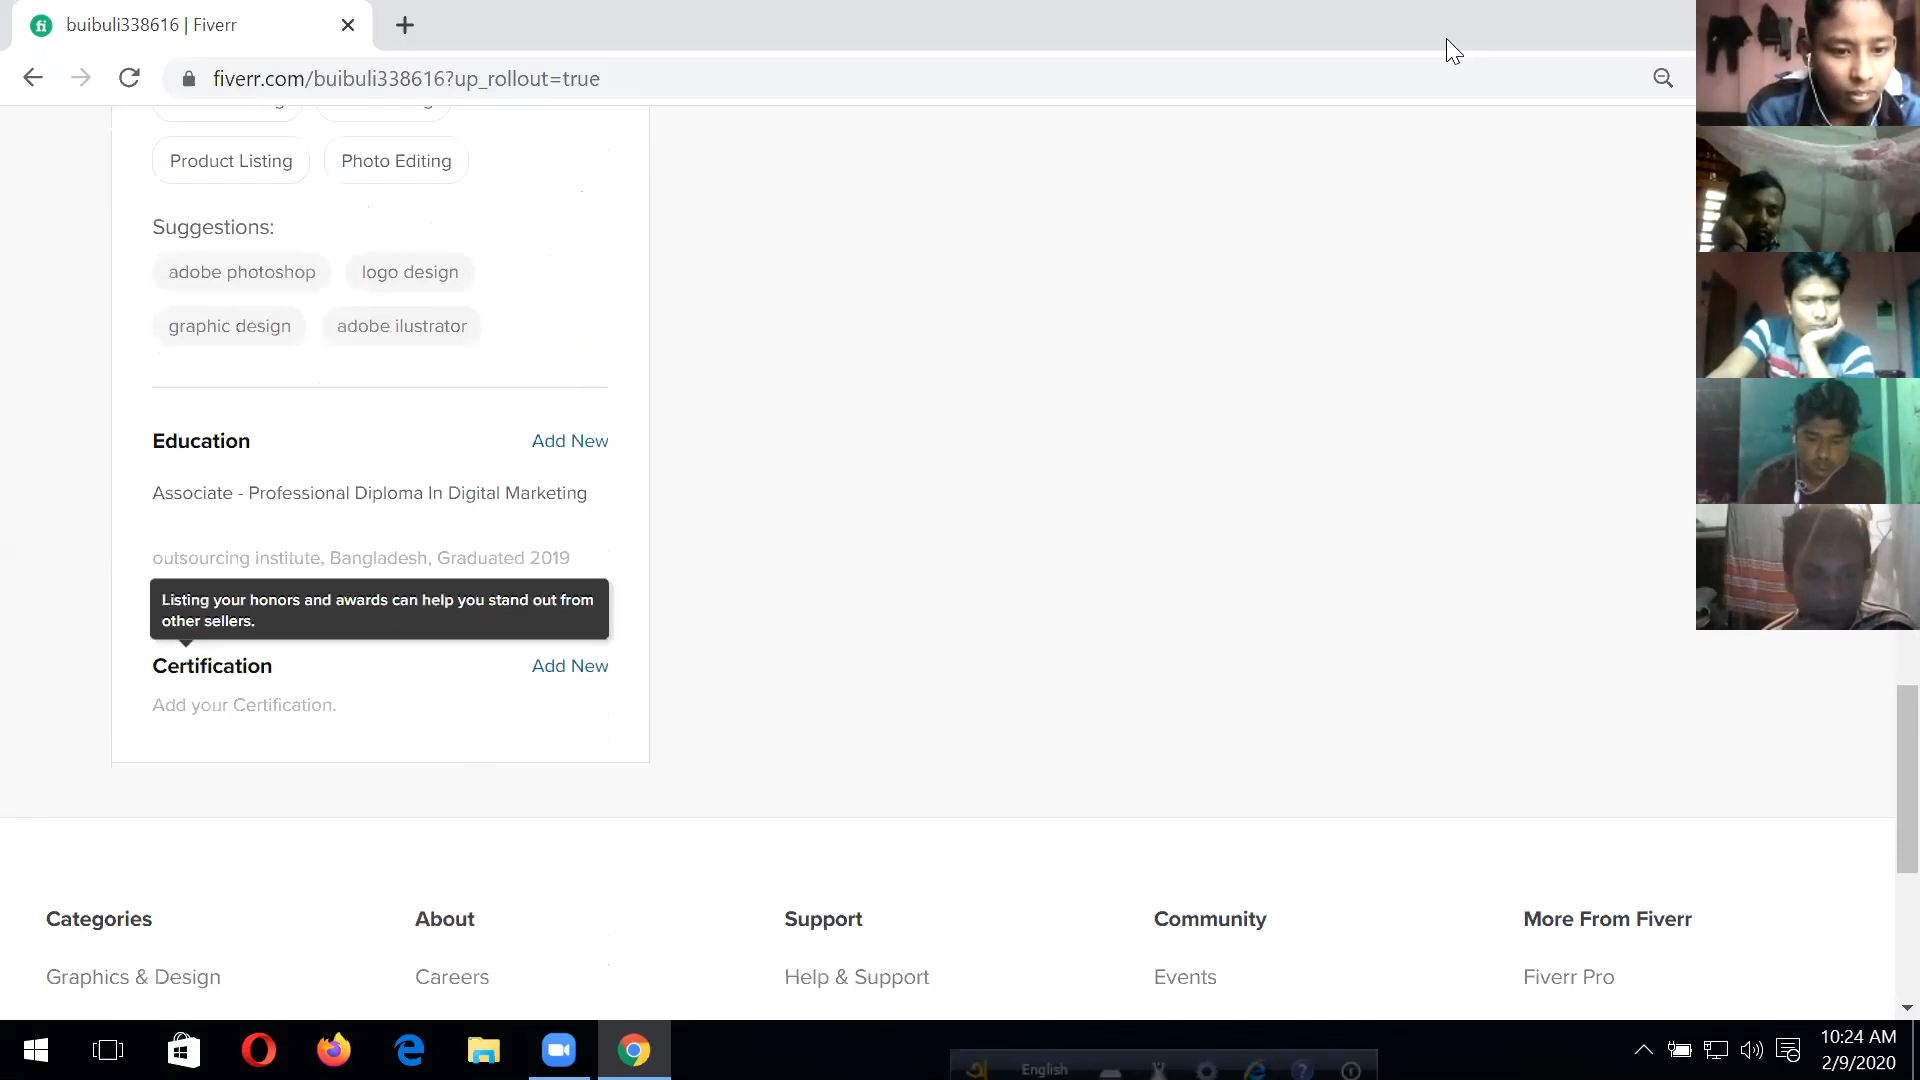 buibuli338616 | Fiverr
fiverr.com/buibuli338616?up_rollout=true
Product Listing
Photo Editing
Suggestions:
adobe photoshop
logo design
graphic design
adobe ilustrator
Education
Add New
Associate - Professional Diploma In Digital Marketing
outsourcing institute, Bangladesh, Graduated 2019
Listing your honors and awards can help you stand out from
other sellers.
Certification
Add New
Add your Certification.
Categories
About
Support
Community
More From Fiverr
Graphics & Design
Careers
Help & Support
Events
Fiverr Pro
English
10:24 AM
2/9/2020